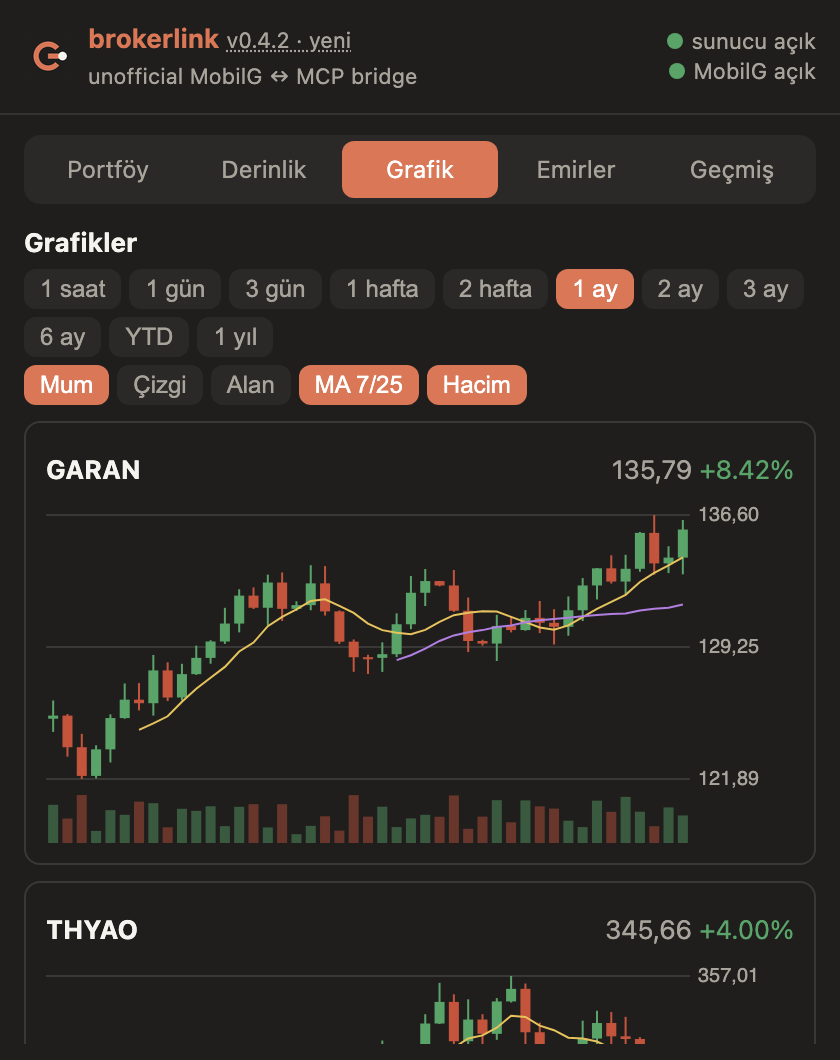 brokerlink v0.4.2 · yeni
unofficial MobilG ↔ MCP bridge
sunucu açık
MobilG açık
Portföy Derinlik Grafik Emirler Geçmiş
Grafikler
1 saat 1 gün 3 gün 1 hafta 2 hafta 1 ay 2 ay 3 ay
6 ay YTD 1 yıl
Mum Çizgi Alan MA 7/25 Hacim
GARAN 135,79 +8.42%
136,60
129,25
121,89
THYAO 345,66 +4.00%
357,01